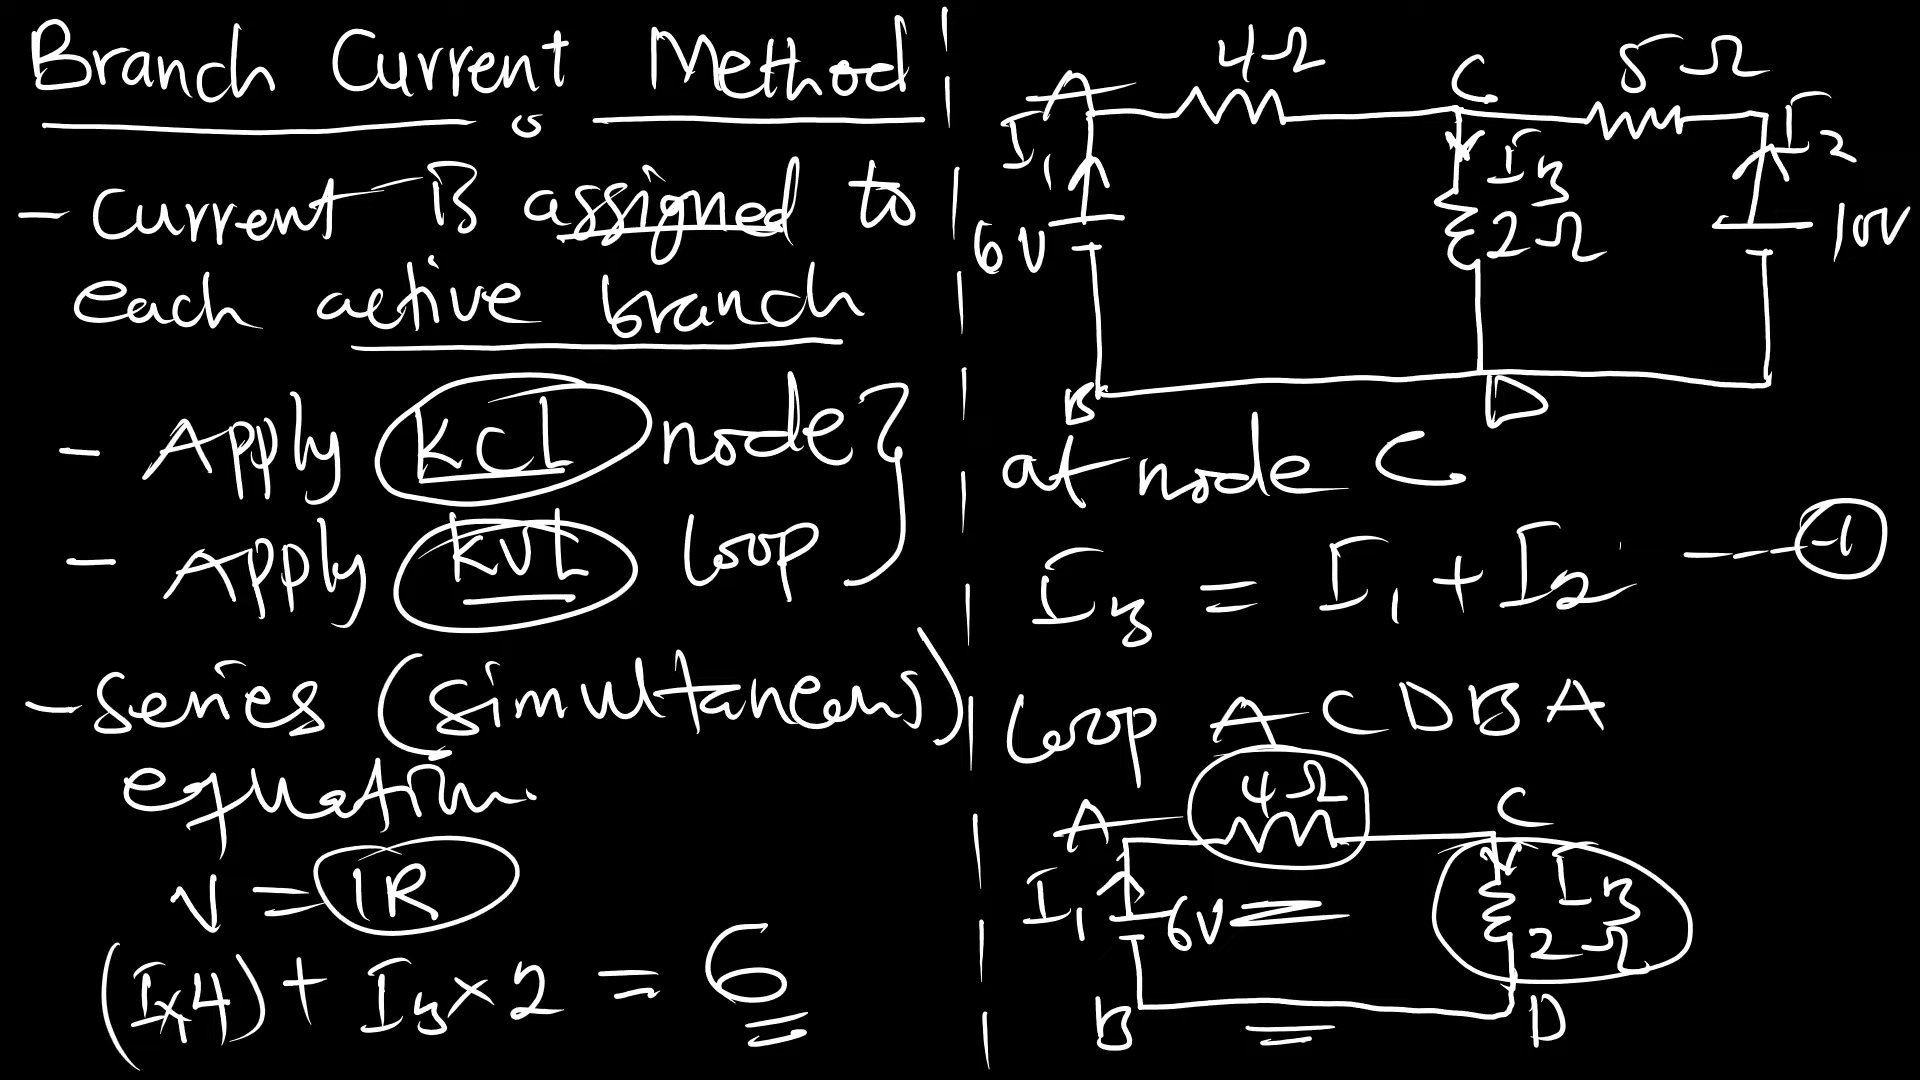 Branch Current Method
- Current is assigned to
each active branch
- Apply KCL node
- Apply KVL loop
- series (simultaneous)
equation.
V = IR
(I₁×4) + I₃×2 = 6
4Ω
5Ω
A
C
I₁
I₃
I₂
6V
2Ω
10V
B
D
at node C
I₃ = I₁ + I₂ ---- 1
Loop A C D B A
4Ω
A
C
I₁
6V
I₃
2Ω
B
D